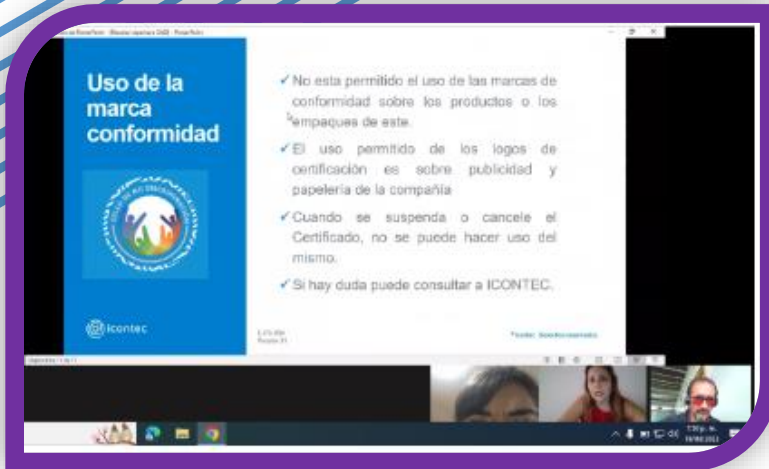 Uso de la
marca
conformidad
✓ No esta permitido el uso de las marcas de
conformidad sobre los productos o los
empaques de este.
✓ El uso permitido de los logos de
certificación es sobre publicidad y
papelería de la compañía
✓ Cuando se suspenda o cancele el
Certificado, no se puede hacer uso del
mismo.
✓ Si hay duda puede consultar a ICONTEC.
icontec